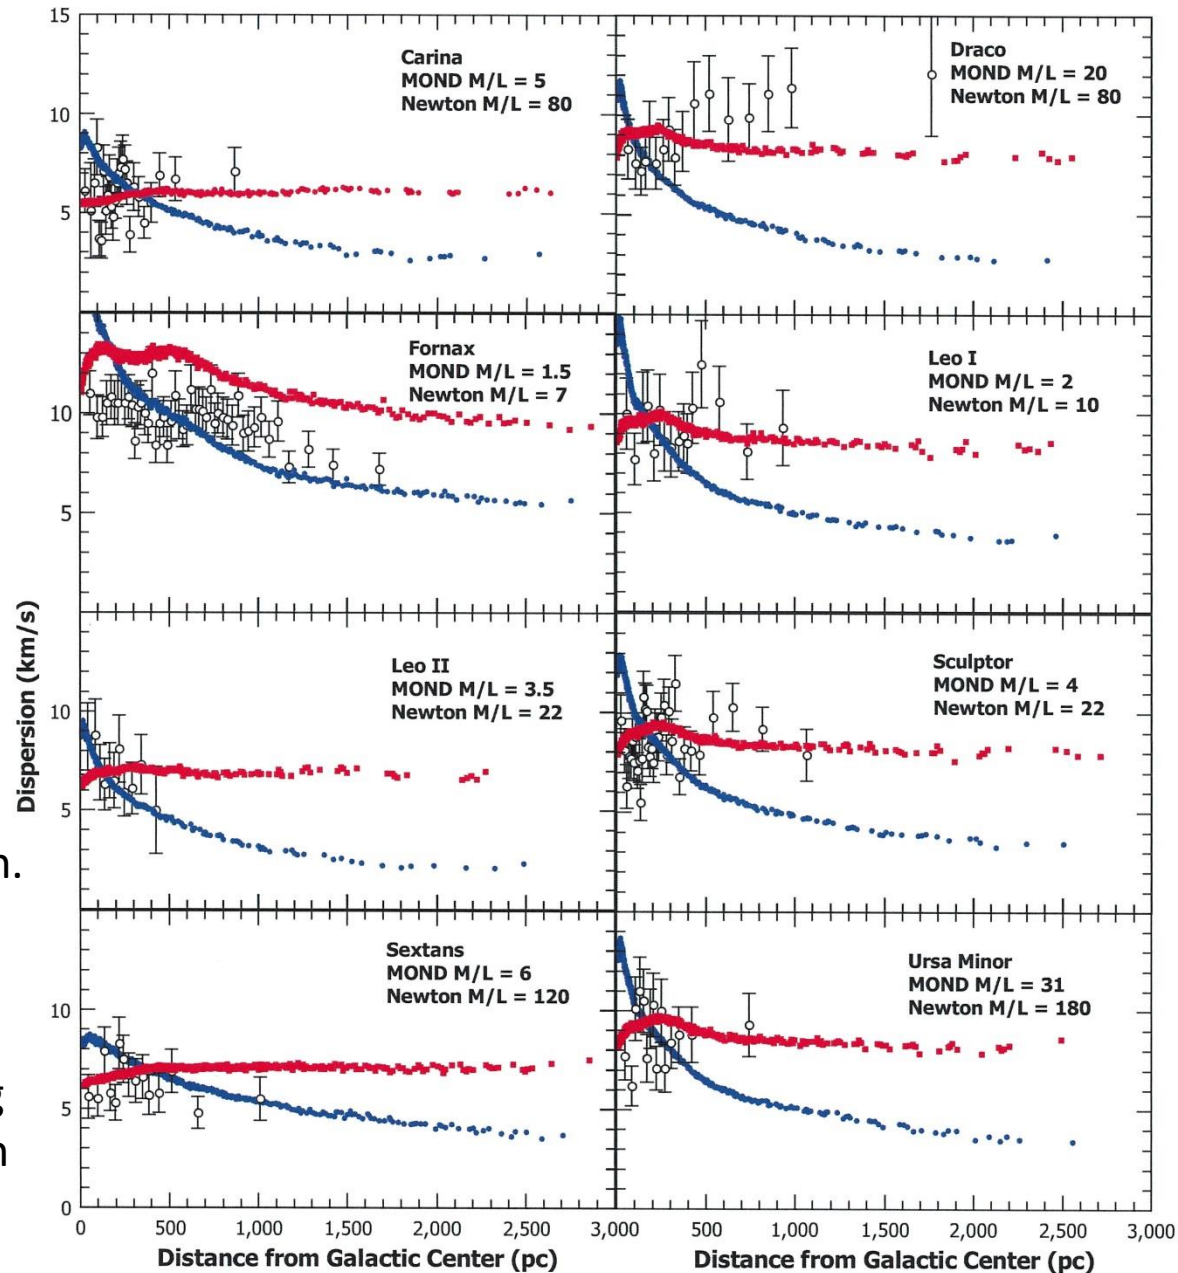 15
10
5
Carina
MOND M/L = 5
Newton M/L = 80
Draco
MOND M/L = 20
Newton M/L = 80
10
5
Fornax
MOND M/L = 1.5
Newton M/L = 7
Leo I
MOND M/L = 2
Newton M/L = 10
Dispersion (km/s)
10
5
Leo II
MOND M/L = 3.5
Newton M/L = 22
Sculptor
MOND M/L = 4
Newton M/L = 22
10
5
0
Sextans
MOND M/L = 6
Newton M/L = 120
Ursa Minor
MOND M/L = 31
Newton M/L = 180
0 500 1,000 1,500 2,000 2,500 3,000 500 1,000 1,500 2,000 2,500 3,000
Distance from Galactic Center (pc) Distance from Galactic Center (pc)